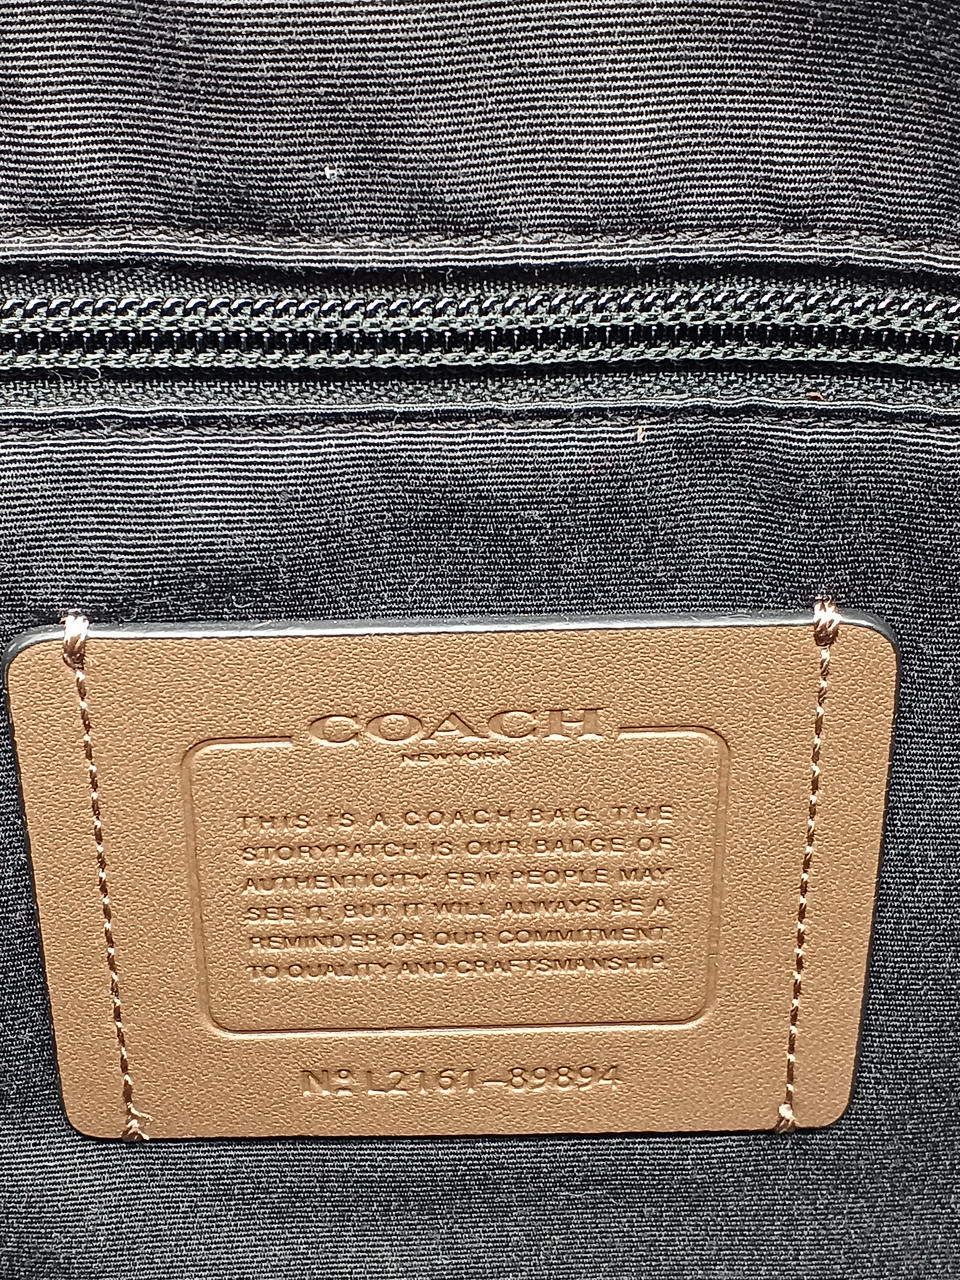 COACH
NEW YORK
THIS IS A COACH BAG. THE
STORYPATCH IS OUR BADGE OF
AUTHENTICITY. FEW PEOPLE MAY
SEE IT, BUT IT WILL ALWAYS BE A
REMINDER OF OUR COMMITMENT
TO QUALITY AND CRAFTSMANSHIP.
Nº L2161-89894